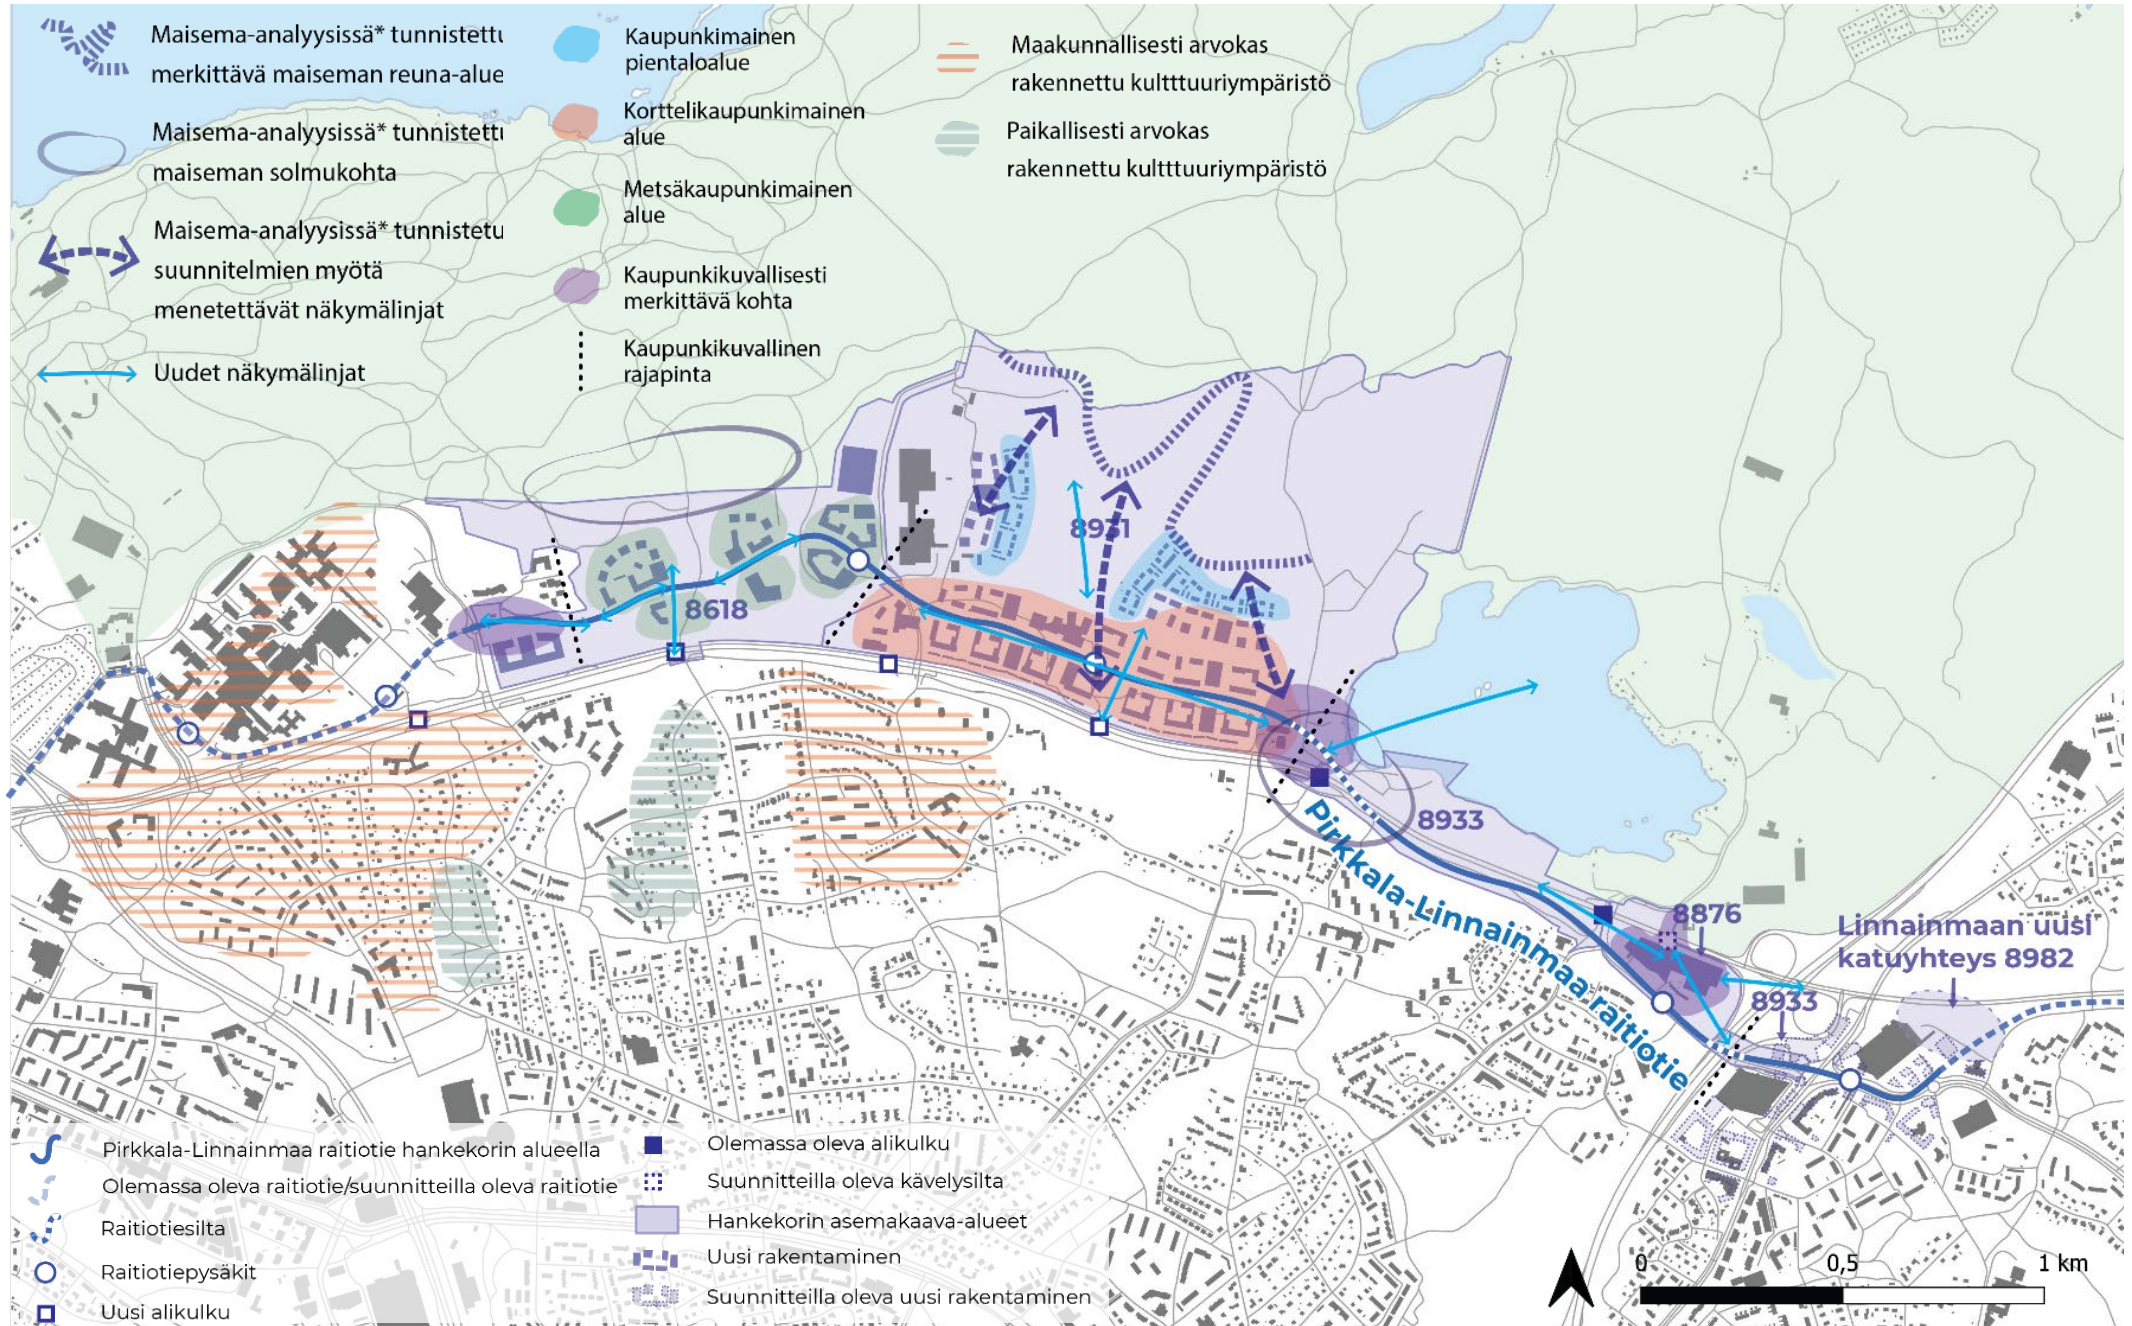 Maisema-analyysissä* tunnistettu
merkittävä maiseman reuna-alue
Maisema-analyysissä* tunnistettu
maiseman solmukohta
Maisema-analyysissä* tunnistetu
suunnitelmien myötä
menetettävät näkymälinjat
Uudet näkymälinjat
Kaupunkimainen
pientaloalue
Korttelikaupunkimainen
alue
Metsäkaupunkimainen
alue
Kaupunkikuvallisesti
merkittävä kohta
Kaupunkikuvallinen
rajapinta
Maakunnallisesti arvokas
rakennettu kultttuuriympäristö
Paikallisesti arvokas
rakennettu kultttuuriympäristö
8931
8618
8933
Pirkkala-Linnainmaa raitiotie
8876
Linnainmaan uusi
katuyhteys 8982
8933
Pirkkala-Linnainmaa raitiotie hankekorin alueella
Olemassa oleva raitiotie/suunnitteilla oleva raitiotie
Raitiotiesilta
Raitiotiepysäkit
Uusi alikulku
Olemassa oleva alikulku
Suunnitteilla oleva kävelysilta
Hankekorin asemakaava-alueet
Uusi rakentaminen
Suunnitteilla oleva uusi rakentaminen
0 0,5 1 km